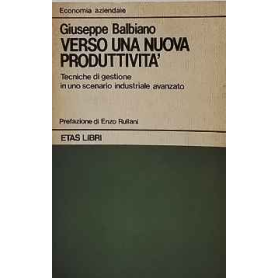 Economia aziendale
Giuseppe Balbiano
VERSO UNA NUOVA
PRODUTTIVITA'
Tecniche di gestione
in uno scenario industriale avanzato
Prefazione di Enzo Rullani
ETAS LIBRI